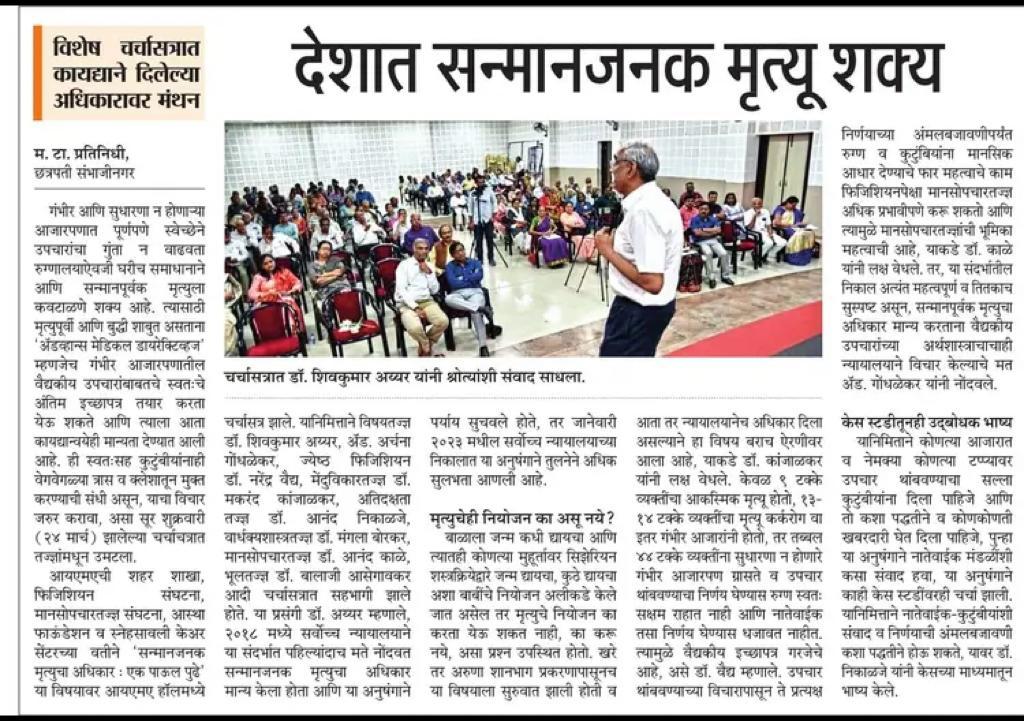 विशेष चर्चासत्रात
कायद्याने दिलेल्या
अधिकारावर मंथन
देशात सन्मानजनक मृत्यू शक्य
म. टा. प्रतिनिधी,
छत्रपती संभाजीनगर
गंभीर आणि सुधारणा न होणाऱ्या
आजारपणात पूर्णपणे स्वेच्छेने
उपचारांचा गुंता न वाढवता
रुग्णालयाऐवजी घरीच समाधानाने
आणि सन्मानपूर्वक मृत्युला
कवटाळणे शक्य आहे. त्यासाठी
मृत्युपूर्वी आणि बुद्धी शाबुत असताना
'ॲडव्हान्स मेडिकल डायरेक्टिव्हज'
म्हणजेच गंभीर आजारपणातील
वैद्यकीय उपचारांबाबतचे स्वतःचे
अंतिम इच्छापत्र तयार करता
येऊ शकते आणि त्याला आता
कायद्यान्वयेही मान्यता देण्यात आली
आहे. ही स्वतःसह कुटुंबीयांनाही
वेगवेगळ्या त्रास व क्लेशातून मुक्त
करण्याची संधी असून, याचा विचार
जरुर करावा, असा सूर शुक्रवारी
(२४ मार्च) झालेल्या चर्चाचत्रात
तज्ज्ञांमधून उमटला.
आयएमएची शहर शाखा,
फिजिशियन संघटना,
मानसोपचारतज्ज्ञ संघटना, आस्था
फाऊंडेशन व स्नेहसावली केअर
सेंटरच्या वतीने 'सन्मानजनक
मृत्युचा अधिकार : एक पाऊल पुढे'
या विषयावर आयएमए हॉलमध्ये
चर्चासत्रात डॉ. शिवकुमार अय्यर यांनी श्रोत्यांशी संवाद साधला.
चर्चासत्र झाले. यानिमित्ताने विषयतज्ज्ञ
डॉ. शिवकुमार अय्यर, ॲड. अर्चना
गोंधळेकर, ज्येष्ठ फिजिशियन
डॉ. नरेंद्र वैद्य, मेंदुविकारतज्ज्ञ डॉ.
मकरंद कांजाळकर, अतिदक्षता
तज्ज्ञ डॉ. आनंद निकाळजे,
वार्धक्यशास्त्रतज्ज्ञ डॉ. मंगला बोरकर,
मानसोपचारतज्ज्ञ डॉ. आनंद काळे,
भूलतज्ज्ञ डॉ. बालाजी आसेगावकर
आदी चर्चासत्रात सहभागी झाले
होते. या प्रसंगी डॉ. अय्यर म्हणाले,
२०१८ मध्ये सर्वोच्च न्यायालयाने
या संदर्भात पहिल्यांदाच मते नोंदवत
सन्मानजनक मृत्युचा अधिकार
मान्य केला होता आणि या अनुषंगाने
पर्याय सुचवले होते, तर जानेवारी
२०२३ मधील सर्वोच्च न्यायालयाच्या
निकालात या अनुषंगाने तुलनेने अधिक
सुलभता आणली आहे.
मृत्युचेही नियोजन का असू नये?
बाळाला जन्म कधी द्यायचा आणि
त्यातही कोणत्या मुहूर्तावर सिझेरियन
शस्त्रक्रियेद्वारे जन्म द्यायचा, कुठे द्यायचा
अशा बाबींचे नियोजन अलीकडे केले
जात असेल तर मृत्युचे नियोजन का
करता येऊ शकत नाही, का करू
नये, असा प्रश्न उपस्थित होतो. खरे
तर अरुणा शानभाग प्रकरणापासूनच
या विषयाला सुरुवात झाली होती व
आता तर न्यायालयानेच अधिकार दिला
असल्याने हा विषय बराच ऐरणीवर
आला आहे, याकडे डॉ. कांजाळकर
यांनी लक्ष वेधले. केवळ ९ टक्के
व्यक्तींचा आकस्मिक मृत्यु होतो, १३-
१४ टक्के व्यक्तींचा मृत्यु कर्करोग वा
इतर गंभीर आजारांनी होतो, तर तब्बल
४४ टक्के व्यक्तींना सुधारणा न होणारे
गंभीर आजारपण ग्रासते व उपचार
थांबवण्याचा निर्णय घेण्यास रुग्ण स्वतः
सक्षम राहात नाही आणि नातेवाईक
तसा निर्णय घेण्यास धजावत नाहीत.
त्यामुळे वैद्यकीय इच्छापत्र गरजेचे
आहे, असे डॉ. वैद्य म्हणाले. उपचार
थांबवण्याच्या विचारापासून ते प्रत्यक्ष
निर्णयाच्या अंमलबजावणीपर्यंत
रुग्ण व कुटुंबियांना मानसिक
आधार देण्याचे फार महत्वाचे काम
फिजिशियनपेक्षा मानसोपचारतज्ज्ञ
अधिक प्रभावीपणे करू शकतो आणि
त्यामुळे मानसोपचारतज्ज्ञांची भूमिका
महत्वाची आहे, याकडे डॉ. काळे
यांनी लक्ष वेधले. तर, या संदर्भातील
निकाल अत्यंत महत्वपूर्ण व तितकाच
सुस्पष्ट असून, सन्मानपूर्वक मृत्युचा
अधिकार मान्य करताना वैद्यकीय
उपचारांच्या अर्थशास्त्राचाचाही
न्यायालयाने विचार केल्याचे मत
ॲड. गोंधळेकर यांनी नोंदवले.
केस स्टडीतूनही उद्‌बोधक भाष्य
यानिमित्ताने कोणत्या आजारात
व नेमक्या कोणत्या टप्प्यावर
उपचार थांबवण्याचा सल्ला
कुटुंबीयांना दिला पाहिजे आणि
तो कशा पद्धतीने व कोणकोणती
खबरदारी घेत दिला पाहिजे, पुन्हा
या अनुषंगाने नातेवाईक मंडळींशी
कसा संवाद हवा, या अनुषंगाने
काही केस स्टडीवरही चर्चा झाली.
यानिमित्ताने नातेवाईक-कुटुंबीयांशी
संवाद व निर्णयाची अंमलबजावणी
कशा पद्धतीने होऊ शकते, यावर डॉ.
निकाळजे यांनी केसच्या माध्यमातून
भाष्य केले.